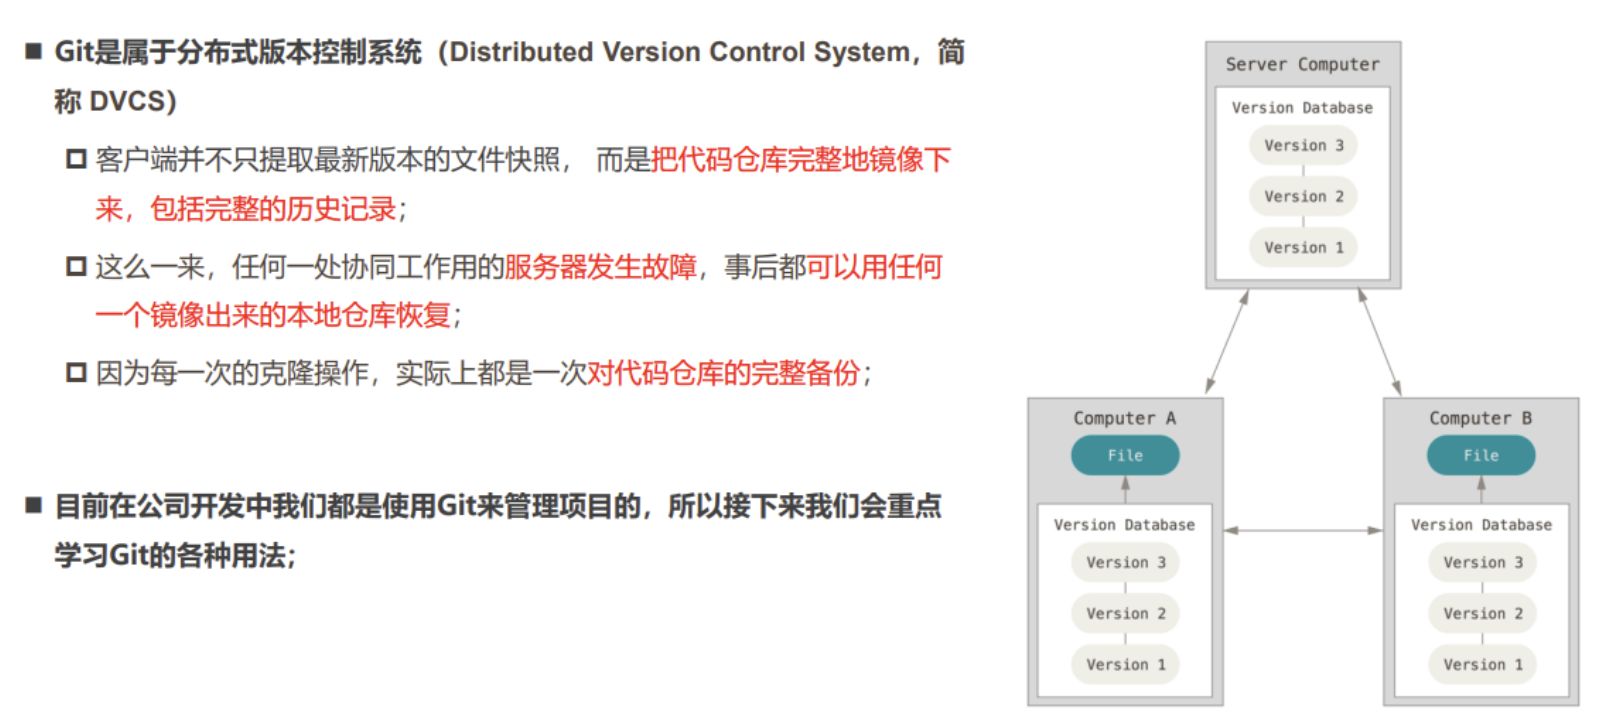 Git是属于分布式版本控制系统（Distributed Version Control System，简
称 DVCS）
客户端并不只提取最新版本的文件快照， 而是把代码仓库完整地镜像下
来，包括完整的历史记录；
这么一来，任何一处协同工作用的服务器发生故障，事后都可以用任何
一个镜像出来的本地仓库恢复；
因为每一次的克隆操作，实际上都是一次对代码仓库的完整备份；
目前在公司开发中我们都是使用Git来管理项目的，所以接下来我们会重点
学习Git的各种用法；
Server Computer
Version Database
Version 3
Version 2
Version 1
Computer A
File
Version Database
Version 3
Version 2
Version 1
Computer B
File
Version Database
Version 3
Version 2
Version 1